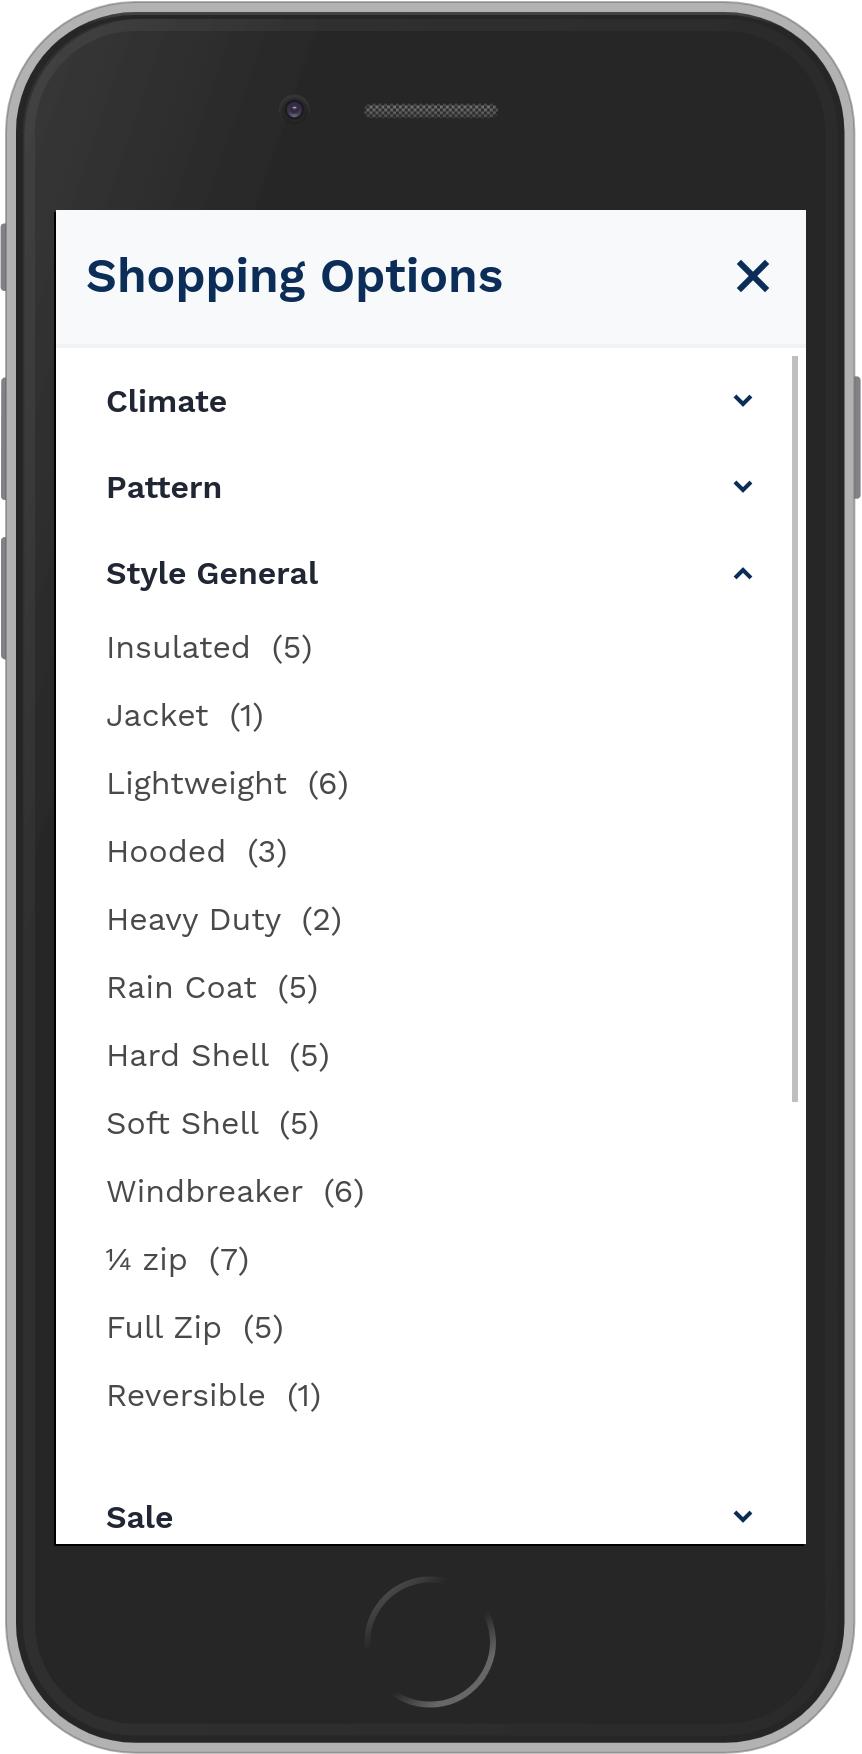 Shopping Options
Climate
Pattern
Style General
Insulated (5)
Jacket (1)
Lightweight (6)
Hooded (3)
Heavy Duty (2)
Rain Coat (5)
Hard Shell (5)
Soft Shell (5)
Windbreaker (6)
¼ zip (7)
Full Zip (5)
Reversible (1)
Sale